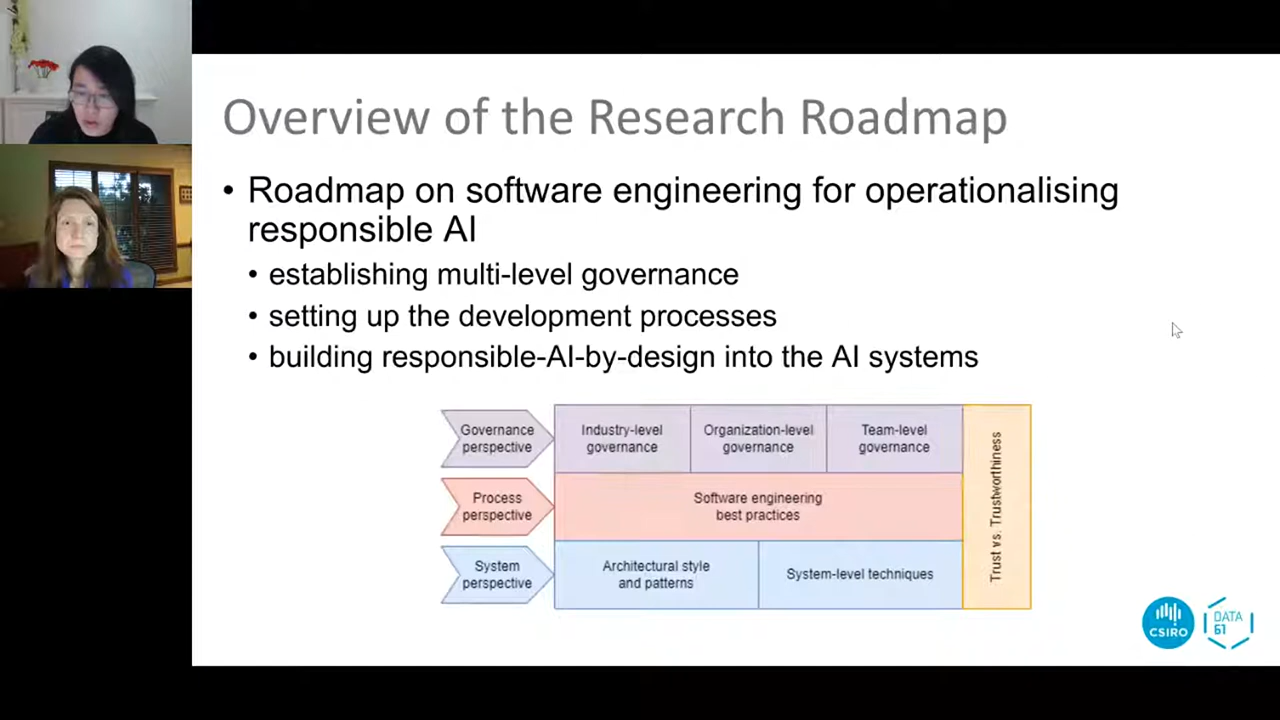 Overview of the Research Roadmap
• Roadmap on software engineering for operationalising
responsible AI
• establishing multi-level governance
• setting up the development processes
• building responsible-AI-by-design into the AI systems
Governance
perspective
Industry-level
governance
Organization-level
governance
Team-level
governance
Process
perspective
Software engineering
best practices
System
perspective
Architectural style
and patterns
System-level techniques
Trust vs. Trustworthiness
CSIRO
DATA
61